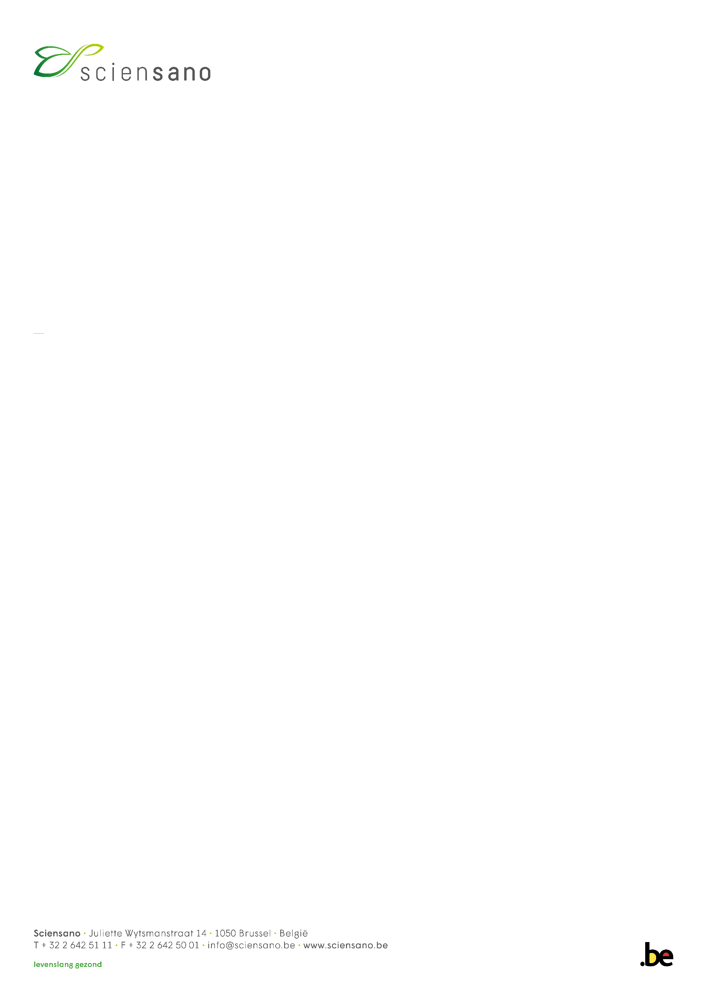 sciensano
Sciensano · Juliette Wytsmanstraat 14 · 1050 Brussel · België
T + 32 2 642 51 11 · F + 32 2 642 50 01 · info@sciensano.be · www.sciensano.be
levenslang gezond
.be